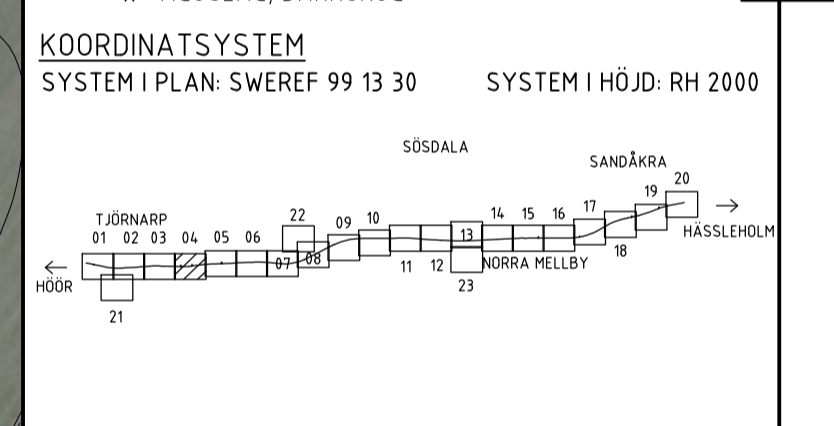 KOORDINATSYSTEM
SYSTEM I PLAN: SWEREF 99 13 30 SYSTEM I HÖJD: RH 2000
SÖSDALA
SANDÅKRA
20
19
17
TJÖRNARP
22
09
10
14
15
16
01 02 03 04 05 06
13
HÄSSLEHOLM
07
08
18
← HÖÖR
11
12
NORRA MELLBY
23
21
→